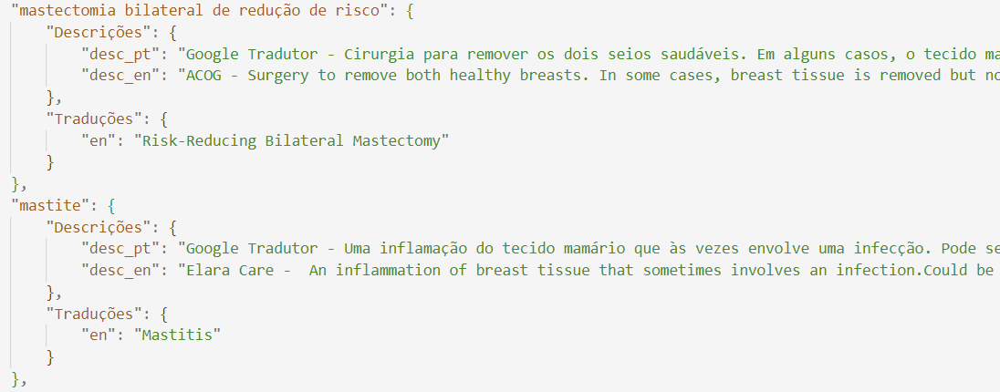 "mastectomia bilateral de redução de risco": {
"Descrições": {
"desc_pt": "Google Tradutor - Cirurgia para remover os dois seios saudáveis. Em alguns casos, o tecido ma
"desc_en": "ACOG - Surgery to remove both healthy breasts. In some cases, breast tissue is removed but no
},
"Traduções": {
"en": "Risk-Reducing Bilateral Mastectomy"
}
},
"mastite": {
"Descrições": {
"desc_pt": "Google Tradutor - Uma inflamação do tecido mamário que às vezes envolve uma infecção. Pode se
"desc_en": "Elara Care -  An inflammation of breast tissue that sometimes involves an infection.Could be
},
"Traduções": {
"en": "Mastitis"
}
},